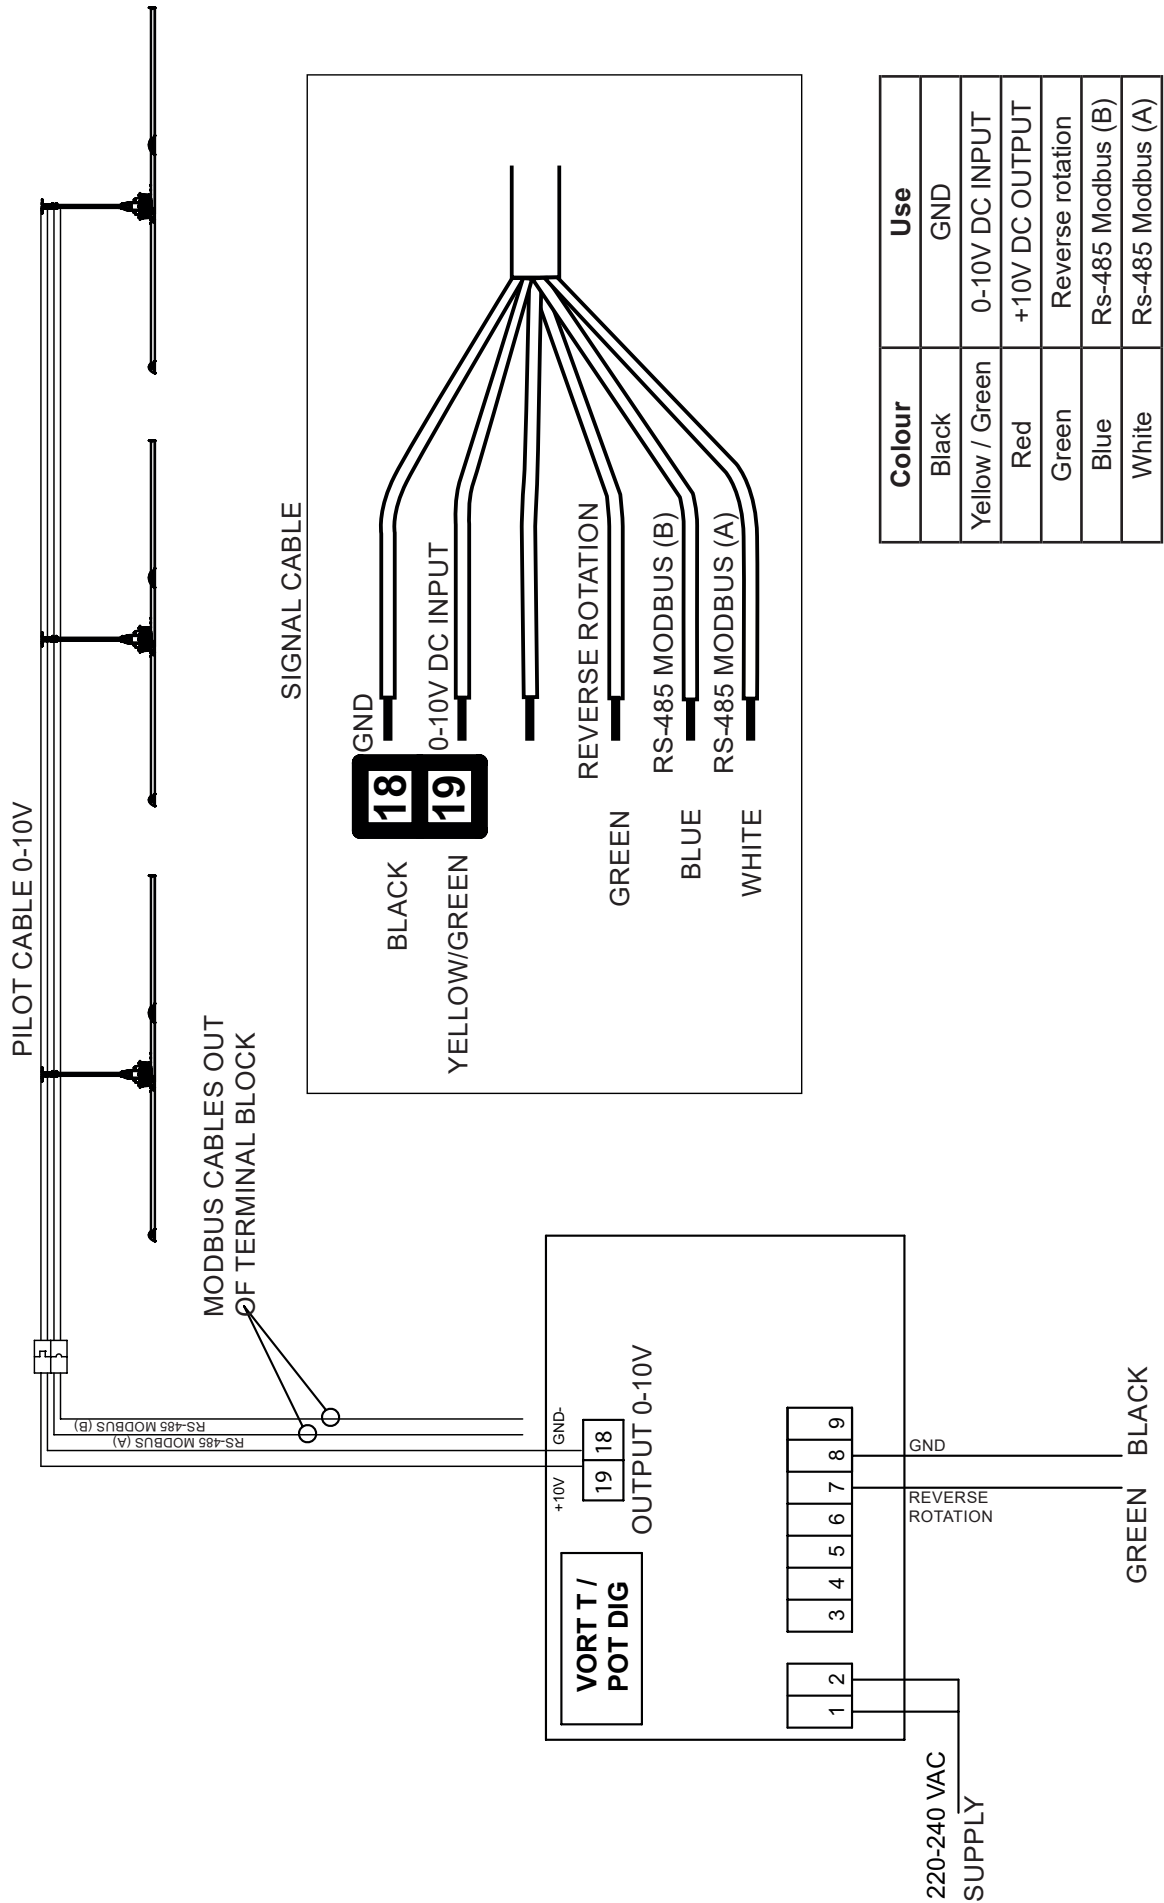 PILOT CABLE 0-10V
MODBUS CABLES OUT
OF TERMINAL BLOCK
RS-485 MODBUS (B)
RS-485 MODBUS (A)
SIGNAL CABLE
GND
18
BLACK
0-10V DC INPUT
19
YELLOW/GREEN
REVERSE ROTATION
GREEN
RS-485 MODBUS (B)
BLUE
RS-485 MODBUS (A)
WHITE
+10V
GND-
19 18
OUTPUT 0-10V
VORT T /
POT DIG
1 2 3 4 5 6 7 8 9
220-240 VAC
SUPPLY
REVERSE
ROTATION
GND
GREEN
BLACK
Colour Use
Black GND
Yellow / Green 0-10V DC INPUT
Red +10V DC OUTPUT
Green Reverse rotation
Blue Rs-485 Modbus (B)
White Rs-485 Modbus (A)